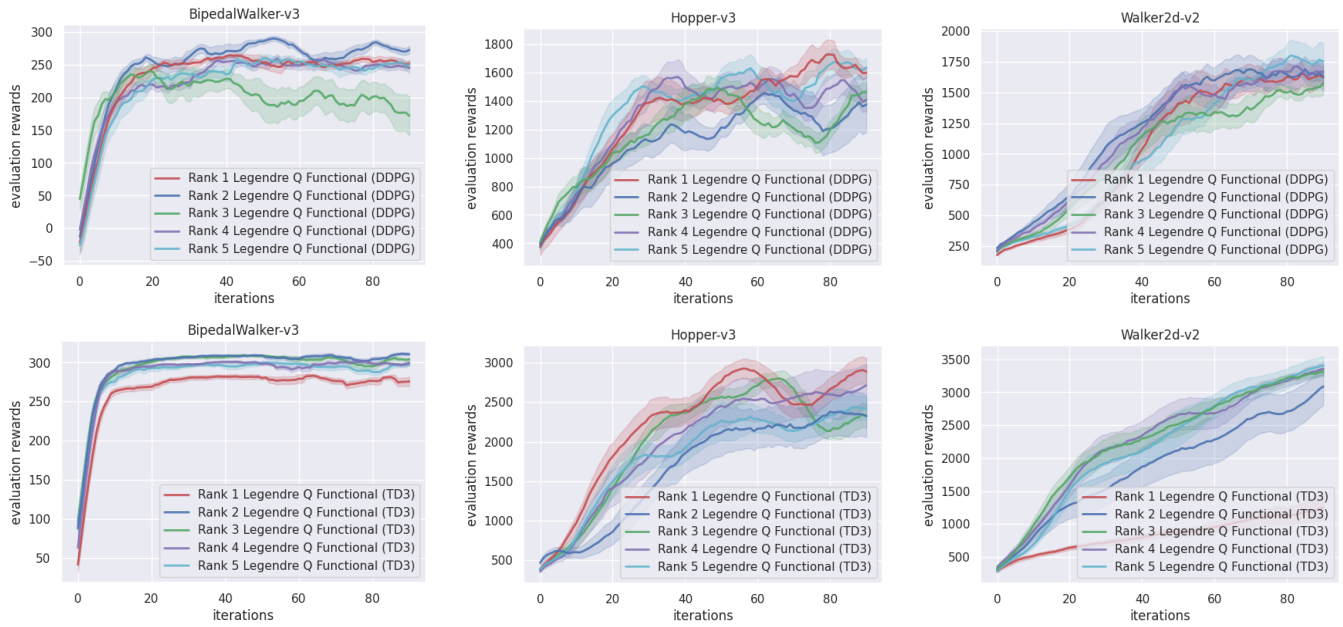 BipedalWalker-v3
300
250
200
150
100
50
0
−50
evaluation rewards
0 20 40 60 80
iterations
Rank 1 Legendre Q Functional (DDPG)
Rank 2 Legendre Q Functional (DDPG)
Rank 3 Legendre Q Functional (DDPG)
Rank 4 Legendre Q Functional (DDPG)
Rank 5 Legendre Q Functional (DDPG)
Hopper-v3
1800
1600
1400
1200
1000
800
600
400
evaluation rewards
0 20 40 60 80
iterations
Rank 1 Legendre Q Functional (DDPG)
Rank 2 Legendre Q Functional (DDPG)
Rank 3 Legendre Q Functional (DDPG)
Rank 4 Legendre Q Functional (DDPG)
Rank 5 Legendre Q Functional (DDPG)
Walker2d-v2
2000
1750
1500
1250
1000
750
500
250
evaluation rewards
0 20 40 60 80
iterations
Rank 1 Legendre Q Functional (DDPG)
Rank 2 Legendre Q Functional (DDPG)
Rank 3 Legendre Q Functional (DDPG)
Rank 4 Legendre Q Functional (DDPG)
Rank 5 Legendre Q Functional (DDPG)
BipedalWalker-v3
300
250
200
150
100
50
evaluation rewards
0 20 40 60 80
iterations
Rank 1 Legendre Q Functional (TD3)
Rank 2 Legendre Q Functional (TD3)
Rank 3 Legendre Q Functional (TD3)
Rank 4 Legendre Q Functional (TD3)
Rank 5 Legendre Q Functional (TD3)
Hopper-v3
3000
2500
2000
1500
1000
500
evaluation rewards
0 20 40 60 80
iterations
Rank 1 Legendre Q Functional (TD3)
Rank 2 Legendre Q Functional (TD3)
Rank 3 Legendre Q Functional (TD3)
Rank 4 Legendre Q Functional (TD3)
Rank 5 Legendre Q Functional (TD3)
Walker2d-v2
3500
3000
2500
2000
1500
1000
500
evaluation rewards
0 20 40 60 80
iterations
Rank 1 Legendre Q Functional (TD3)
Rank 2 Legendre Q Functional (TD3)
Rank 3 Legendre Q Functional (TD3)
Rank 4 Legendre Q Functional (TD3)
Rank 5 Legendre Q Functional (TD3)